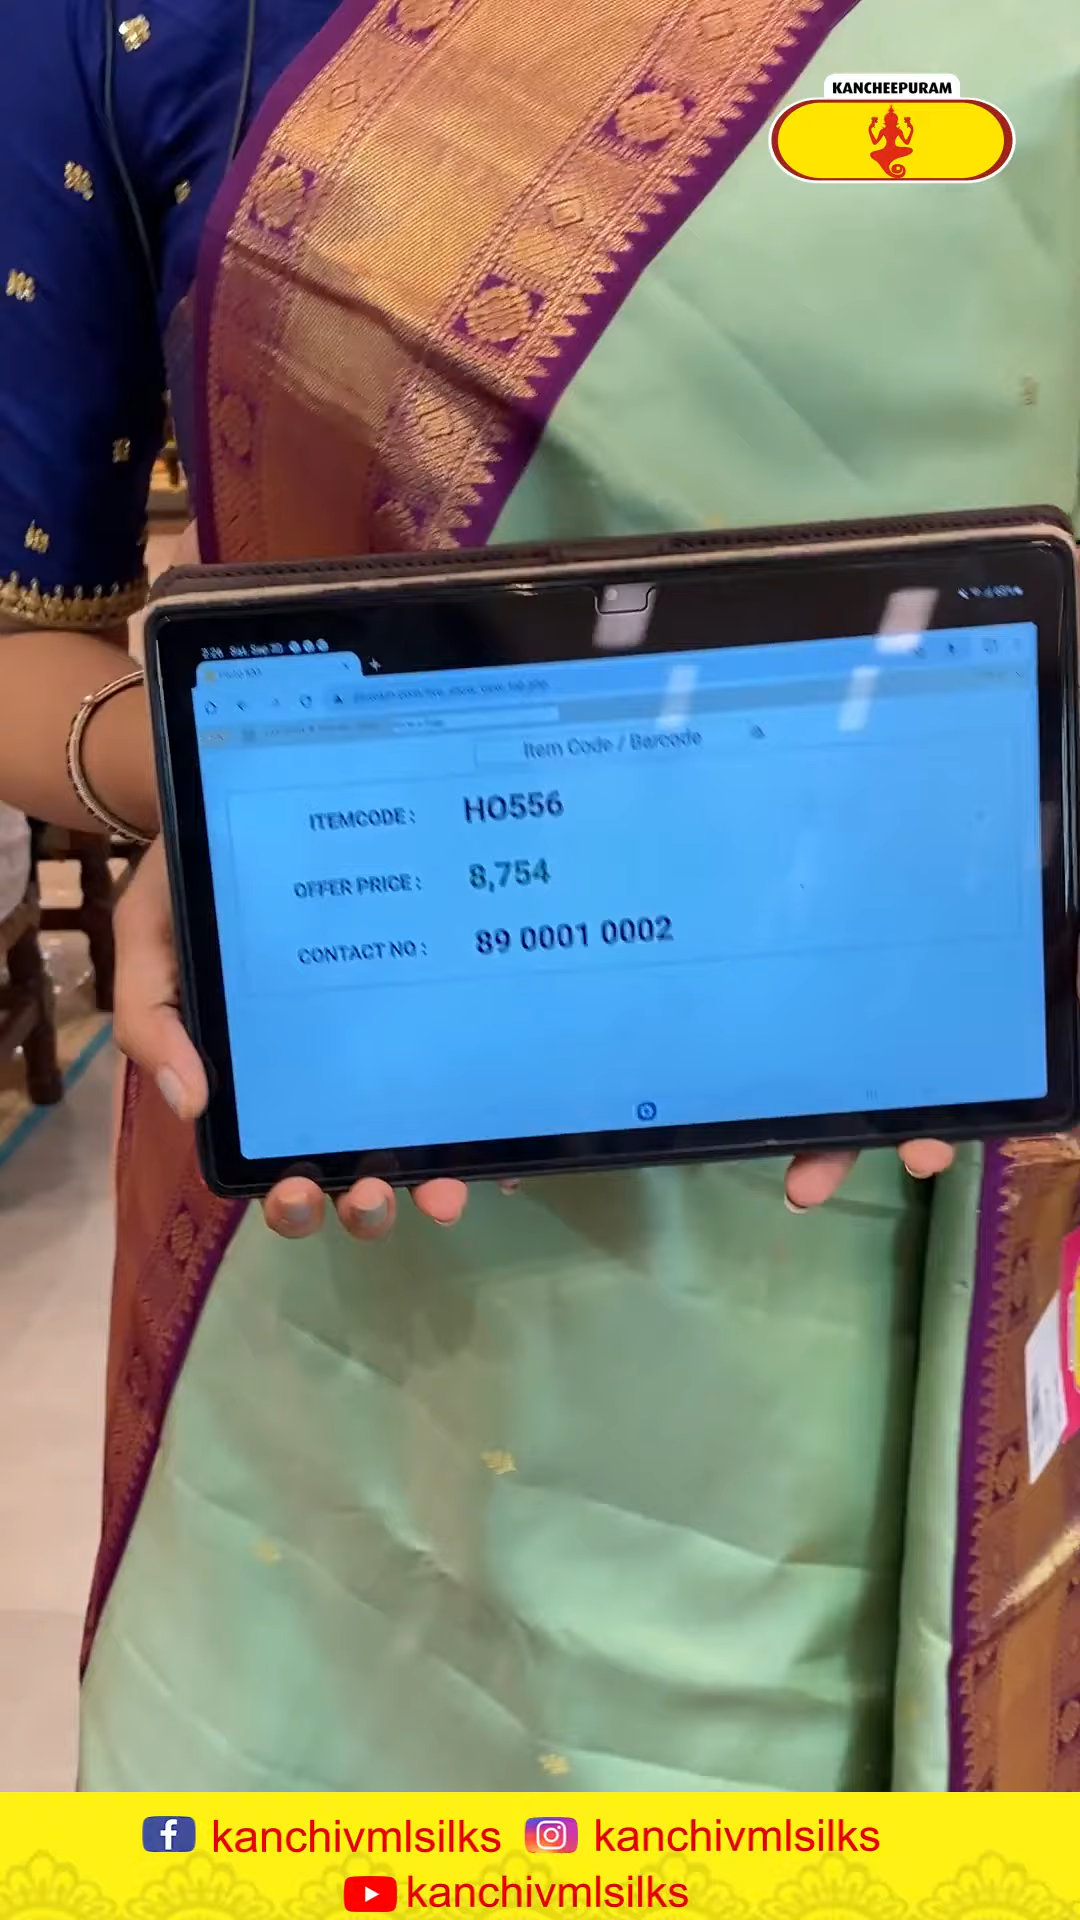 KANCHEEPURAM
Item Code / Barcode
ITEMCODE : HO556
OFFER PRICE : 8,754
CONTACT NO : 89 0001 0002
kanchivmlsilks kanchivmlsilks
kanchivmlsilks